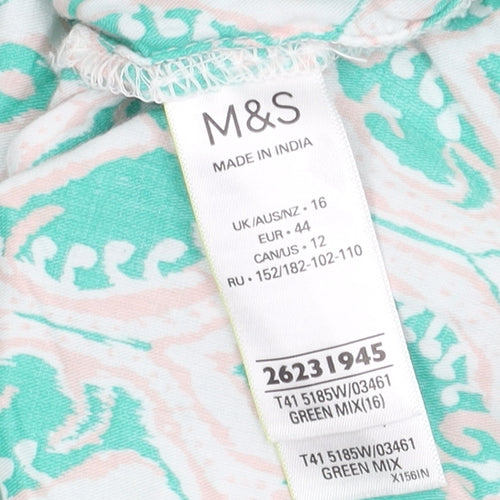 M&S
MADE IN INDIA
UK/AUS/NZ • 16
EUR • 44
CAN/US • 12
RU • 152/182-102-110
26231945
T41 5185W/03461
GREEN MIX(16)
T41 5185W/03461
GREEN MIX
X156IN